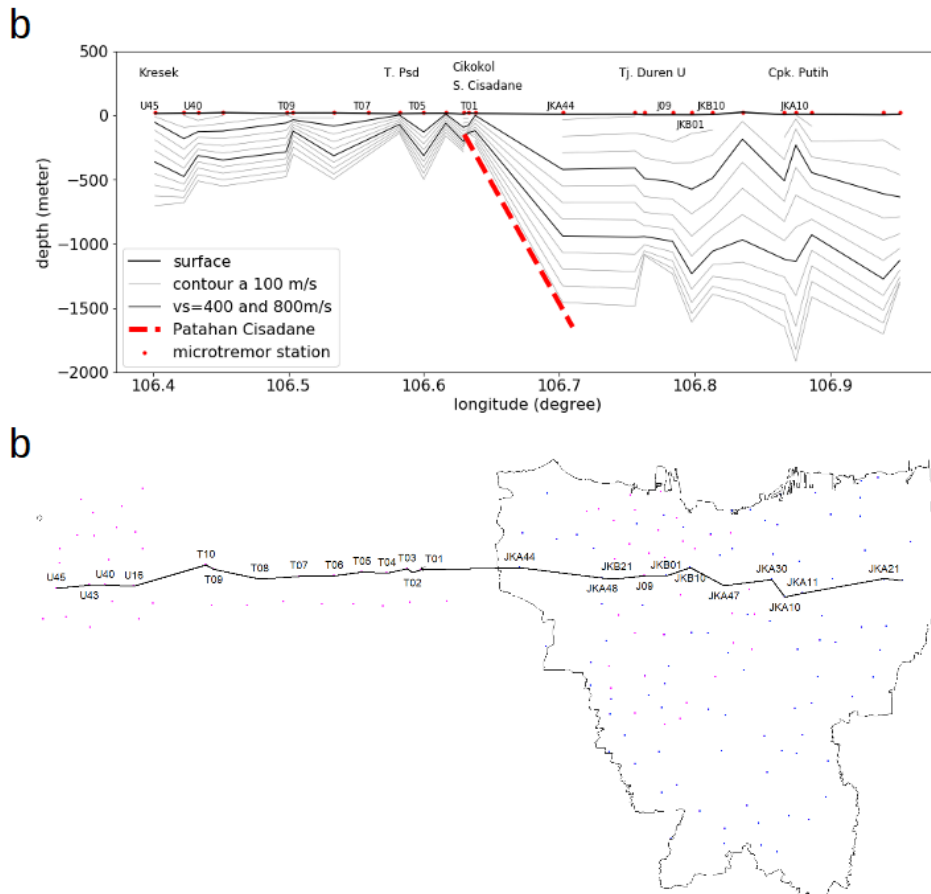 b
500
0
−500
−1000
−1500
−2000
depth (meter)
Kresek
T. Psd
Cikokol
S. Cisadane
Tj. Duren U
Cpk. Putih
U45
U40
T09
T07
T05
T01
JKA44
J09
JKB10
JKA10
JKB01
surface
contour a 100 m/s
vs=400 and 800m/s
Patahan Cisadane
microtremor station
106.4
106.5
106.6
106.7
106.8
106.9
longitude (degree)
b
T10
T03
T01
JKA44
U45
U40
U16
T09
T08
T07
T06
T05
T04
T02
U43
JKB21
JKB01
JKA48
J09
JKB10
JKA47
JKA30
JKA11
JKA10
JKA21